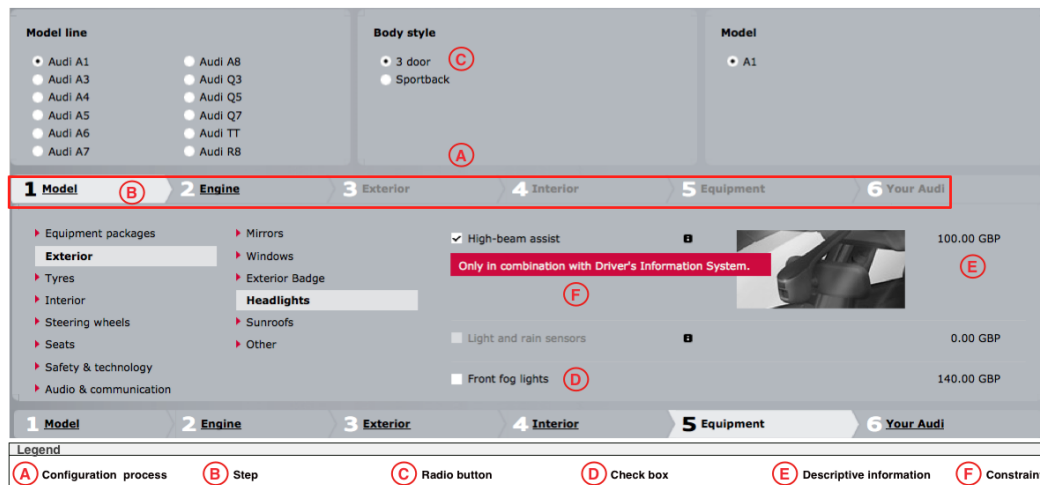 Model line
Body style
Model
Audi A1
Audi A8
3 door
C
A1
Audi A3
Audi Q3
Sportback
Audi A4
Audi Q5
Audi A5
Audi Q7
Audi A6
Audi TT
Audi A7
Audi R8
A
1 Model B 2 Engine 3 Exterior 4 Interior 5 Equipment 6 Your Audi
Equipment packages
Mirrors
High-beam assist
100.00 GBP
Exterior
Windows
Only in combination with Driver's Information System.
E
Tyres
Exterior Badge
F
Interior
Headlights
Steering wheels
Sunroofs
Seats
Other
Light and rain sensors
0.00 GBP
Safety & technology
Front fog lights
D
140.00 GBP
Audio & communication
1 Model 2 Engine 3 Exterior 4 Interior 5 Equipment 6 Your Audi
Legend
A Configuration process B Step C Radio button D Check box E Descriptive information F Constraint